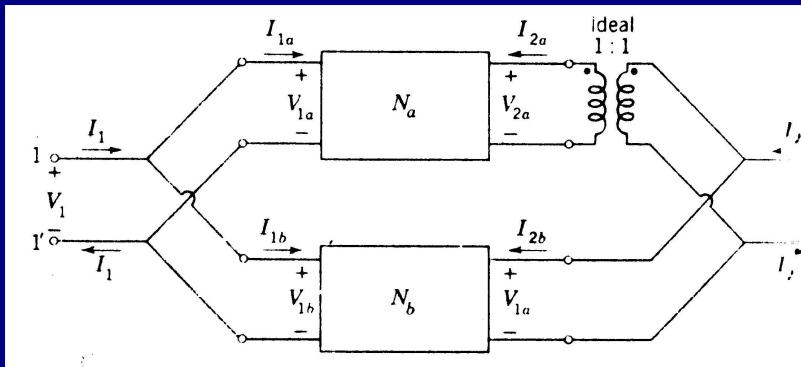 ideal
1 : 1
I1a
I2a
+
+
V1a
Na
V2a
−
−
I1
1
+
V1
−
1'
I1
I1b
I2b
+
+
V1b
Nb
V1a
−
−